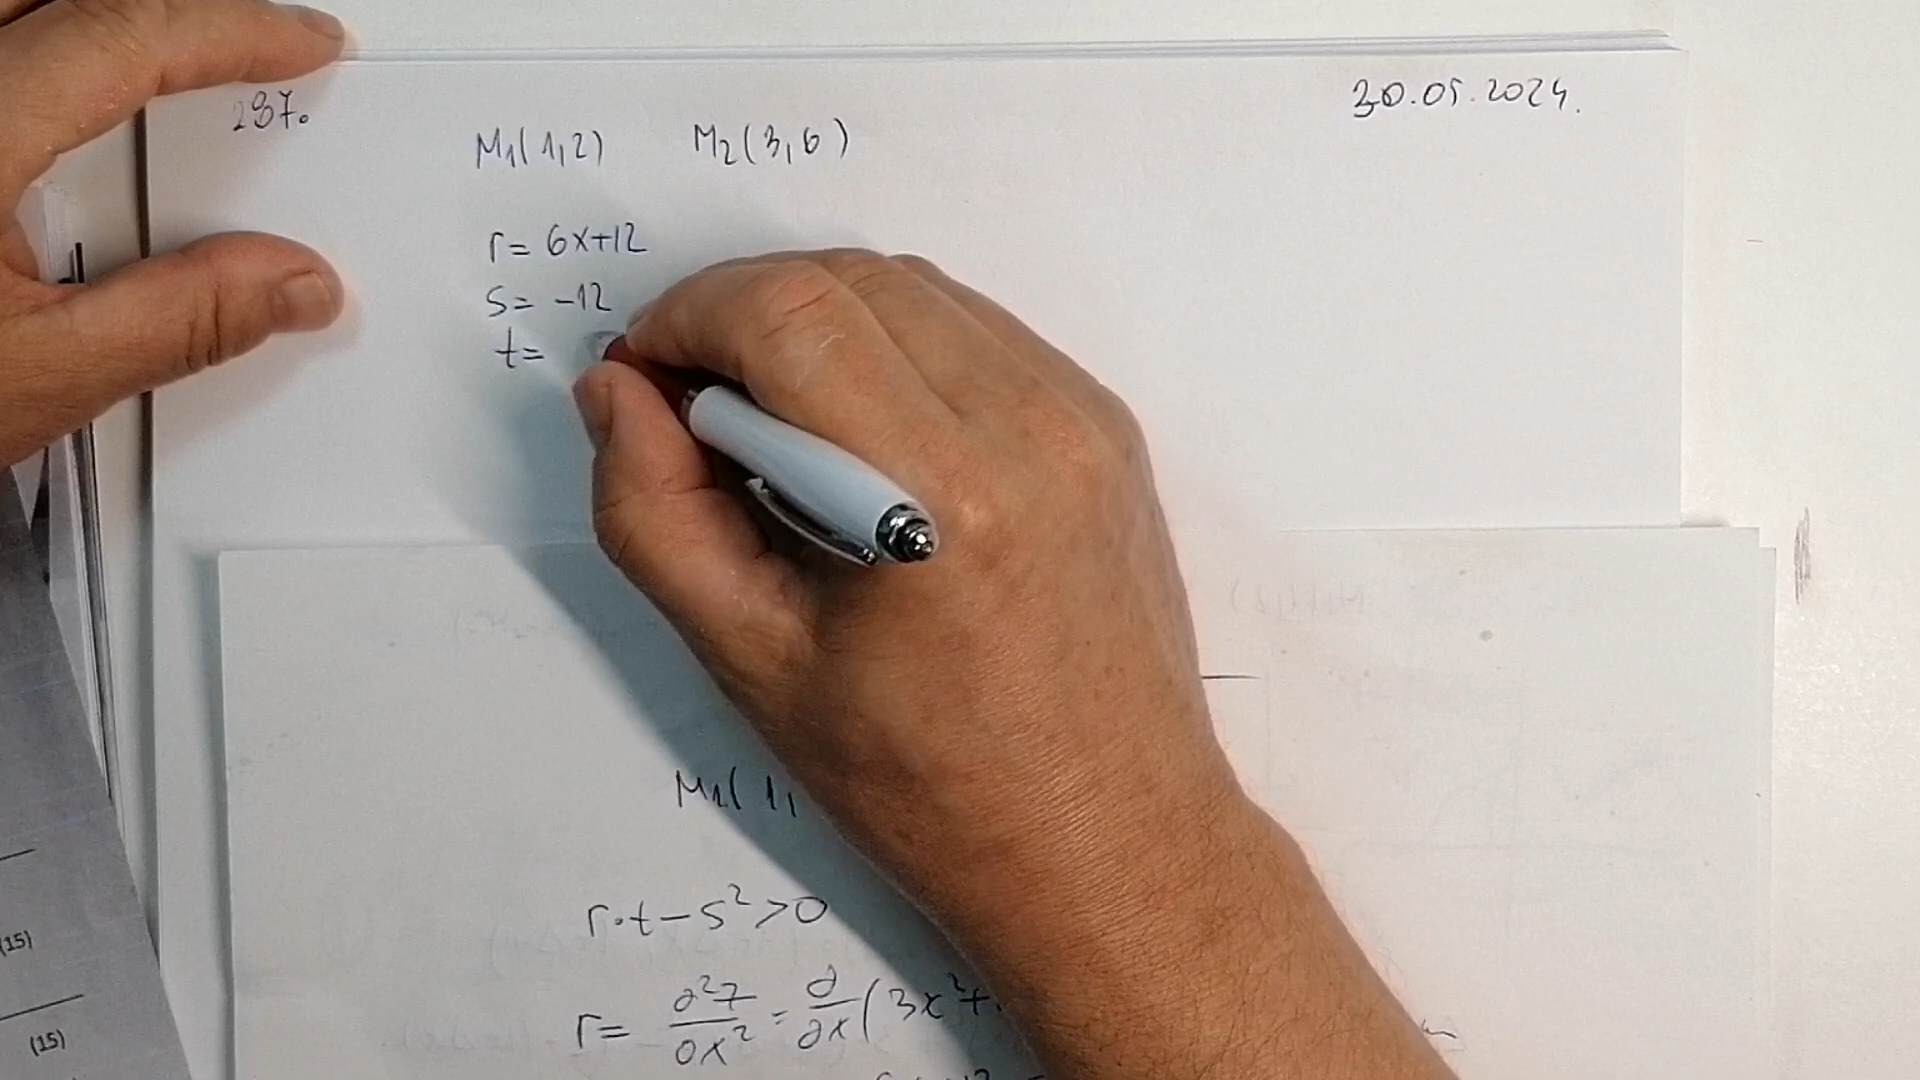 237. 30.05.2024.
M1(1,2) M2(3,6)
r= 6x+12
s= -12
t=
M1( 1,
r·t-s²>0
r= ∂²z/∂x² = ∂/∂x (3x²+
(15)
(15)